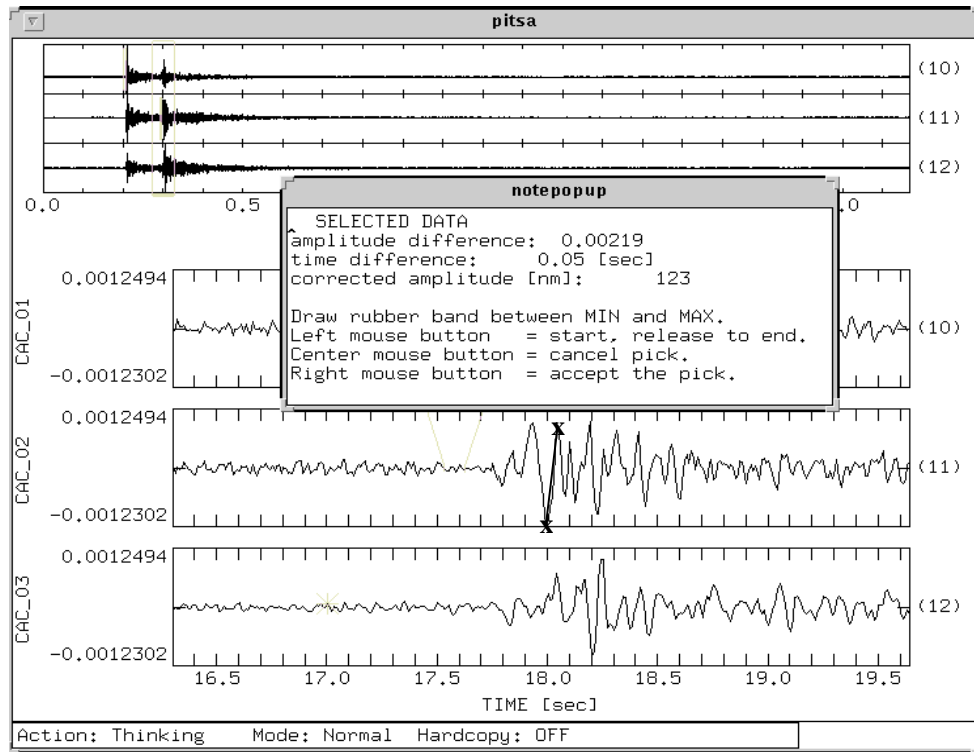 pitsa
(10)
(11)
(12)
0.0
0.5
.0
notepopup
SELECTED DATA
amplitude difference: 0.00219
time difference: 0.05 [sec]
corrected amplitude [nm]: 123
Draw rubber band between MIN and MAX.
Left mouse button = start, release to end.
Center mouse button = cancel pick.
Right mouse button = accept the pick.
CAC_01
0.0012494
-0.0012302
(10)
CAC_02
0.0012494
-0.0012302
X
X
(11)
CAC_03
0.0012494
-0.0012302
(12)
16.5 17.0 17.5 18.0 18.5 19.0 19.5
TIME [sec]
Action: Thinking Mode: Normal Hardcopy: OFF